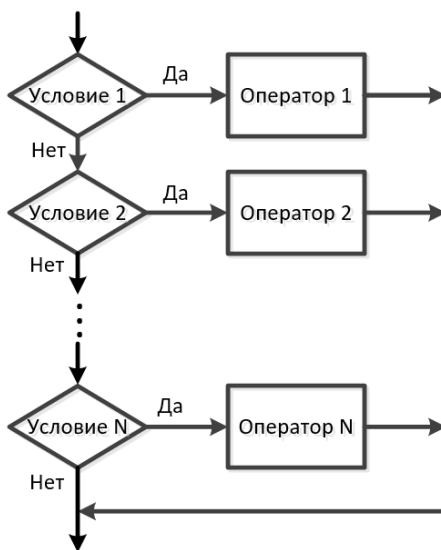 Да
Условие 1
Оператор 1
Нет
Да
Условие 2
Оператор 2
Нет
Да
Условие N
Оператор N
Нет